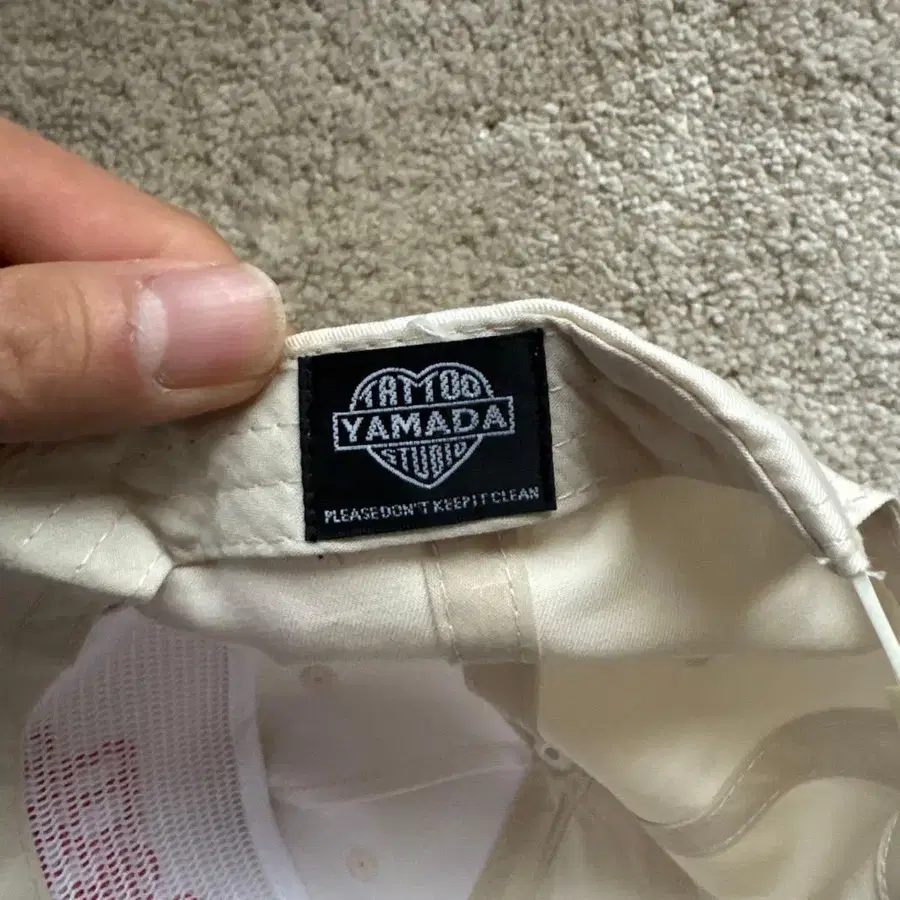 TATTOO
YAMADA
STUDIO
PLEASE DON'T KEEP IT CLEAN